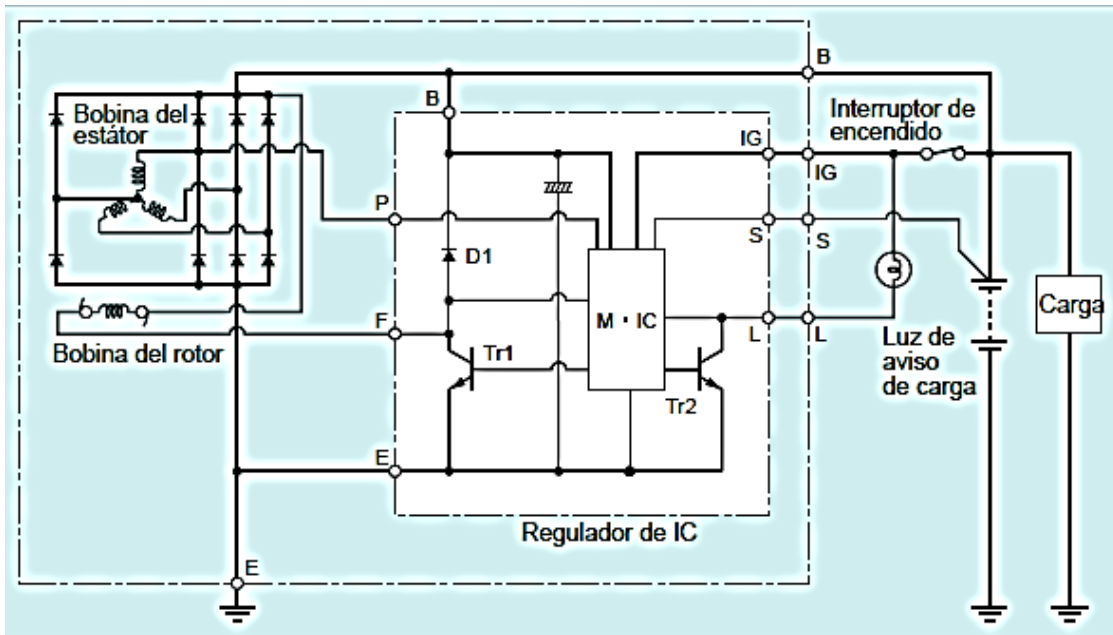 B
Bobina del
estátor
B
Interruptor de
encendido
IG
IG
P
S
S
D1
M · IC
Carga
F
L
L
Bobina del rotor
Tr1
Luz de
aviso
de carga
Tr2
E
Regulador de IC
E